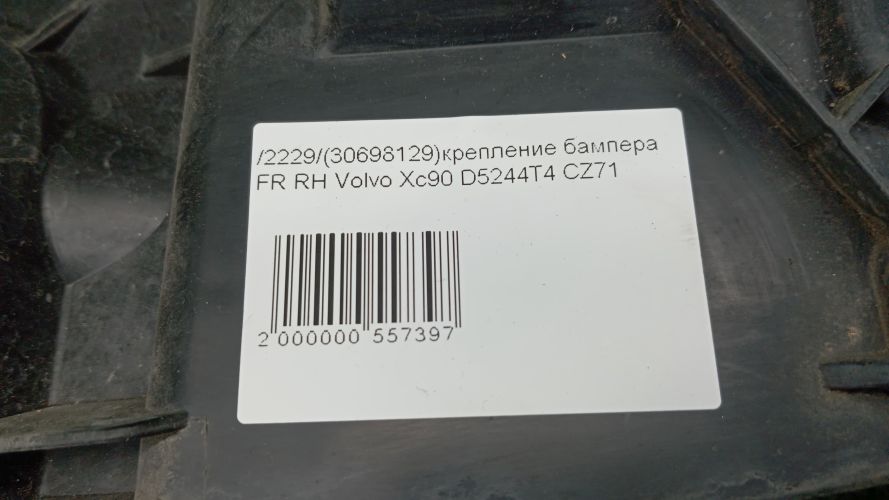 /2229/(30698129)крепление бампера
FR RH Volvo Xc90 D5244T4 CZ71
2 000000 557397